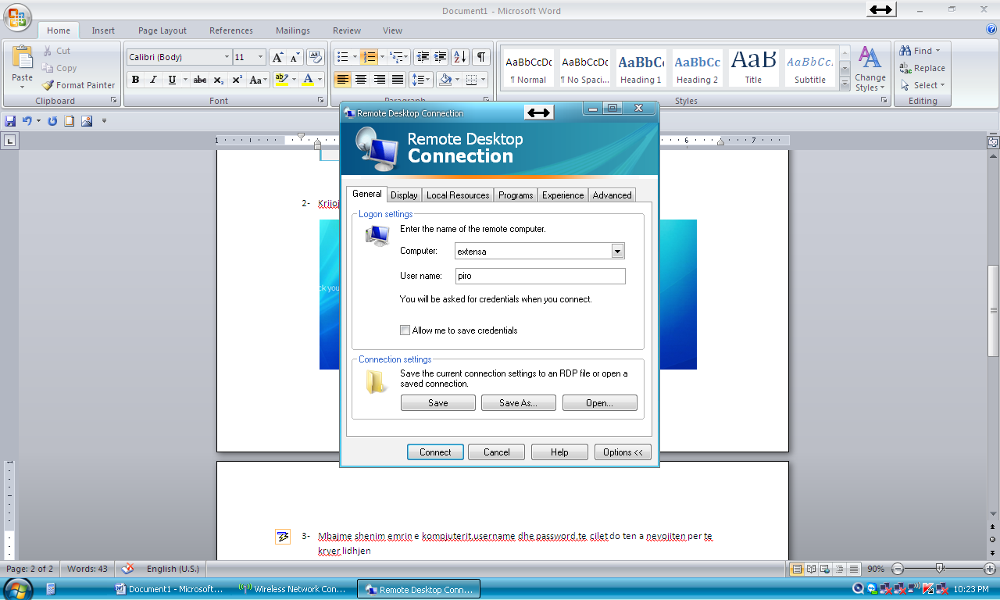 Document1 - Microsoft Word
Home Insert Page Layout References Mailings Review View
Paste
Cut
Copy
Format Painter
Clipboard
Calibri (Body) 11
Font
Paragraph
AaBbCcDc AaBbCcDc AaBbC AaBbCc AaB AaBbCc.
¶ Normal ¶ No Spaci... Heading 1 Heading 2 Title Subtitle
Change
Styles
Styles
Find
Replace
Select
Editing
1 1 6 7
2- Krijoj
ck you
Remote Desktop Connection
Remote Desktop
Connection
General Display Local Resources Programs Experience Advanced
Logon settings
Enter the name of the remote computer.
Computer: extensa
User name: piro
You will be asked for credentials when you connect.
Allow me to save credentials
Connection settings
Save the current connection settings to an RDP file or open a
saved connection.
Save Save As... Open...
Connect Cancel Help Options <<
3- Mbajme shenim emrin e kompjuterit,username dhe password,te cilet do ten a nevojiten per te
kryer lidhjen
Page: 2 of 2 Words: 43 English (U.S.) 90%
Document1 - Microsoft... Wireless Network Con... Remote Desktop Conn... 10:23 PM